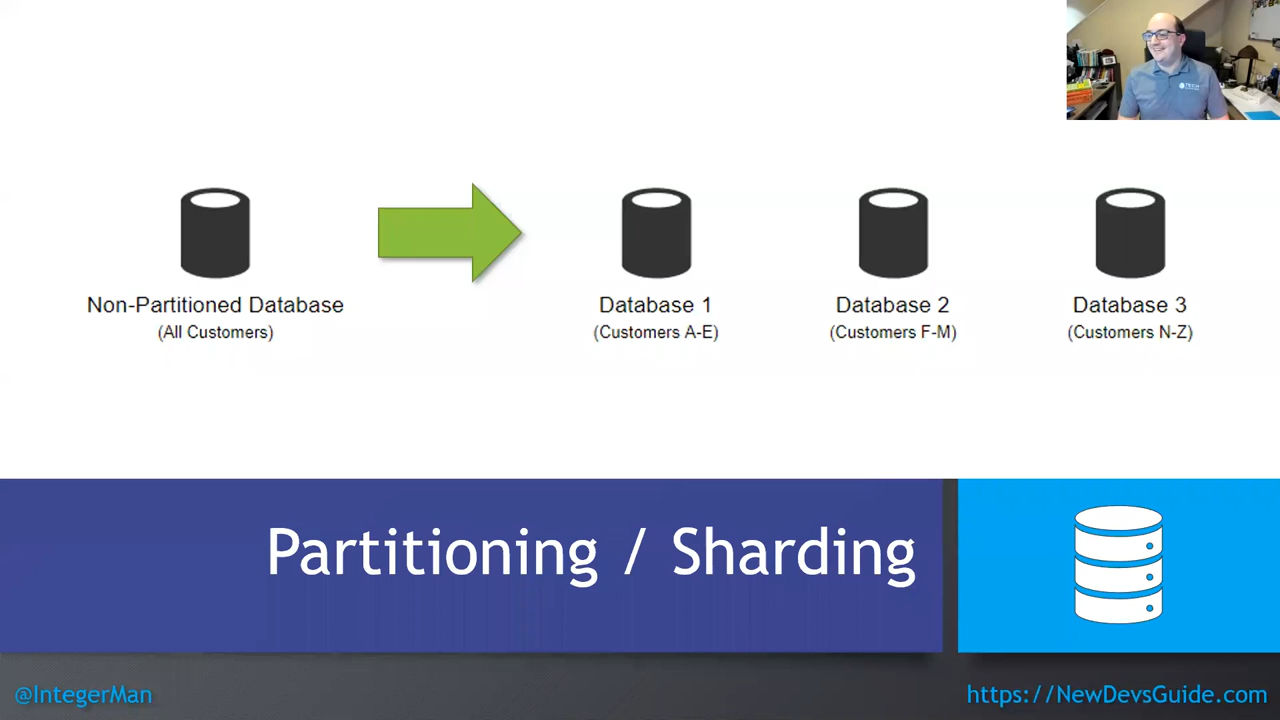 Non-Partitioned Database
(All Customers)
Database 1
(Customers A-E)
Database 2
(Customers F-M)
Database 3
(Customers N-Z)
Partitioning / Sharding
@IntegerMan
https://NewDevsGuide.com
TECH